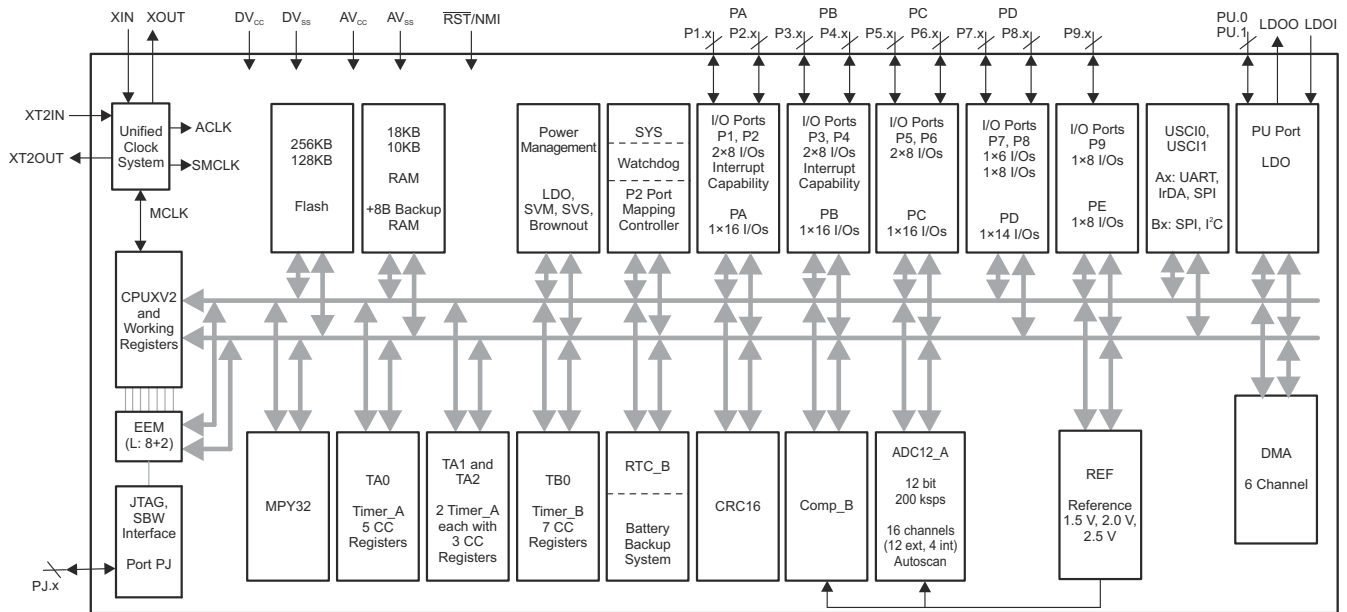 XIN XOUT DVCC DVSS AVCC AVSS RST/NMI
PA PB PC PD
P1.x P2.x P3.x P4.x P5.x P6.x P7.x P8.x P9.x
PU.0
PU.1
LDOO LDOI
XT2IN
XT2OUT
Unified
Clock
System
ACLK
SMCLK
MCLK
256KB
128KB
Flash
18KB
10KB
RAM
+8B Backup
RAM
Power
Management
LDO,
SVM, SVS,
Brownout
SYS
Watchdog
P2 Port
Mapping
Controller
I/O Ports
P1, P2
2×8 I/Os
Interrupt
Capability
PA
1×16 I/Os
I/O Ports
P3, P4
2×8 I/Os
Interrupt
Capability
PB
1×16 I/Os
I/O Ports
P5, P6
2×8 I/Os
PC
1×16 I/Os
I/O Ports
P7, P8
1×6 I/Os
1×8 I/Os
PD
1×14 I/Os
I/O Ports
P9
1×8 I/Os
PE
1×8 I/Os
USCI0,
USCI1
Ax: UART,
IrDA, SPI
Bx: SPI, I²C
PU Port
LDO
CPUXV2
and
Working
Registers
EEM
(L: 8+2)
JTAG,
SBW
Interface
Port PJ
PJ.x
MPY32
TA0
Timer_A
5 CC
Registers
TA1 and
TA2
2 Timer_A
each with
3 CC
Registers
TB0
Timer_B
7 CC
Registers
RTC_B
Battery
Backup
System
CRC16
Comp_B
ADC12_A
12 bit
200 ksps
16 channels
(12 ext, 4 int)
Autoscan
REF
Reference
1.5 V, 2.0 V,
2.5 V
DMA
6 Channel